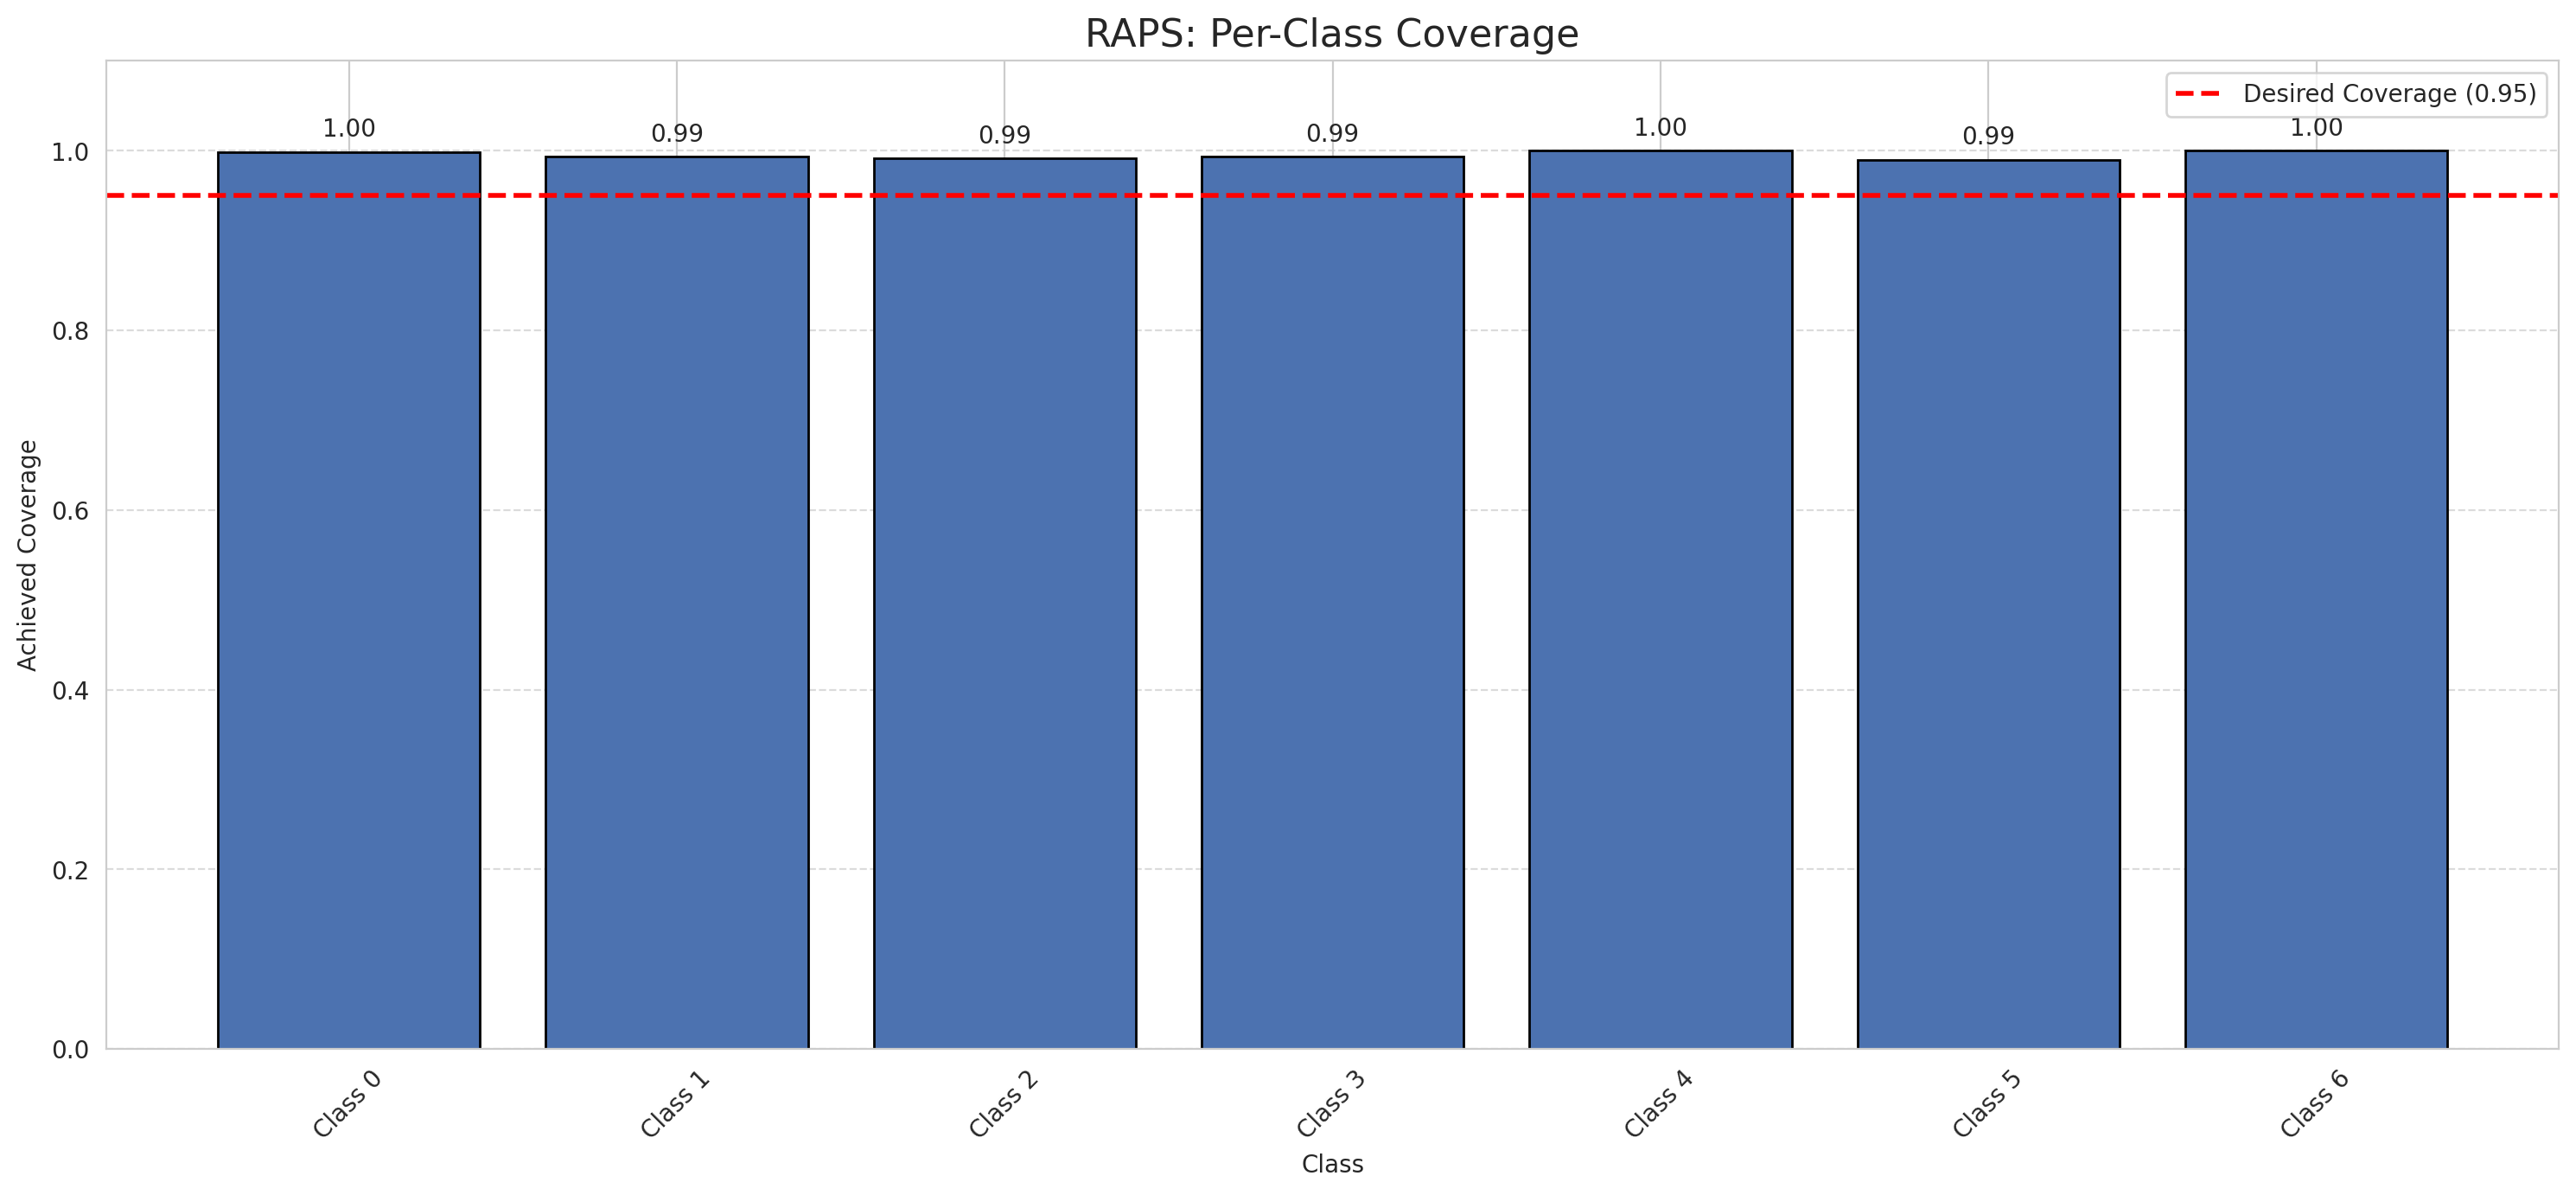 RAPS: Per-Class Coverage
Desired Coverage (0.95)
1.00
0.99
0.99
0.99
1.00
0.99
1.00
1.0
0.8
0.6
0.4
0.2
0.0
Achieved Coverage
Class 0
Class 1
Class 2
Class 3
Class 4
Class 5
Class 6
Class